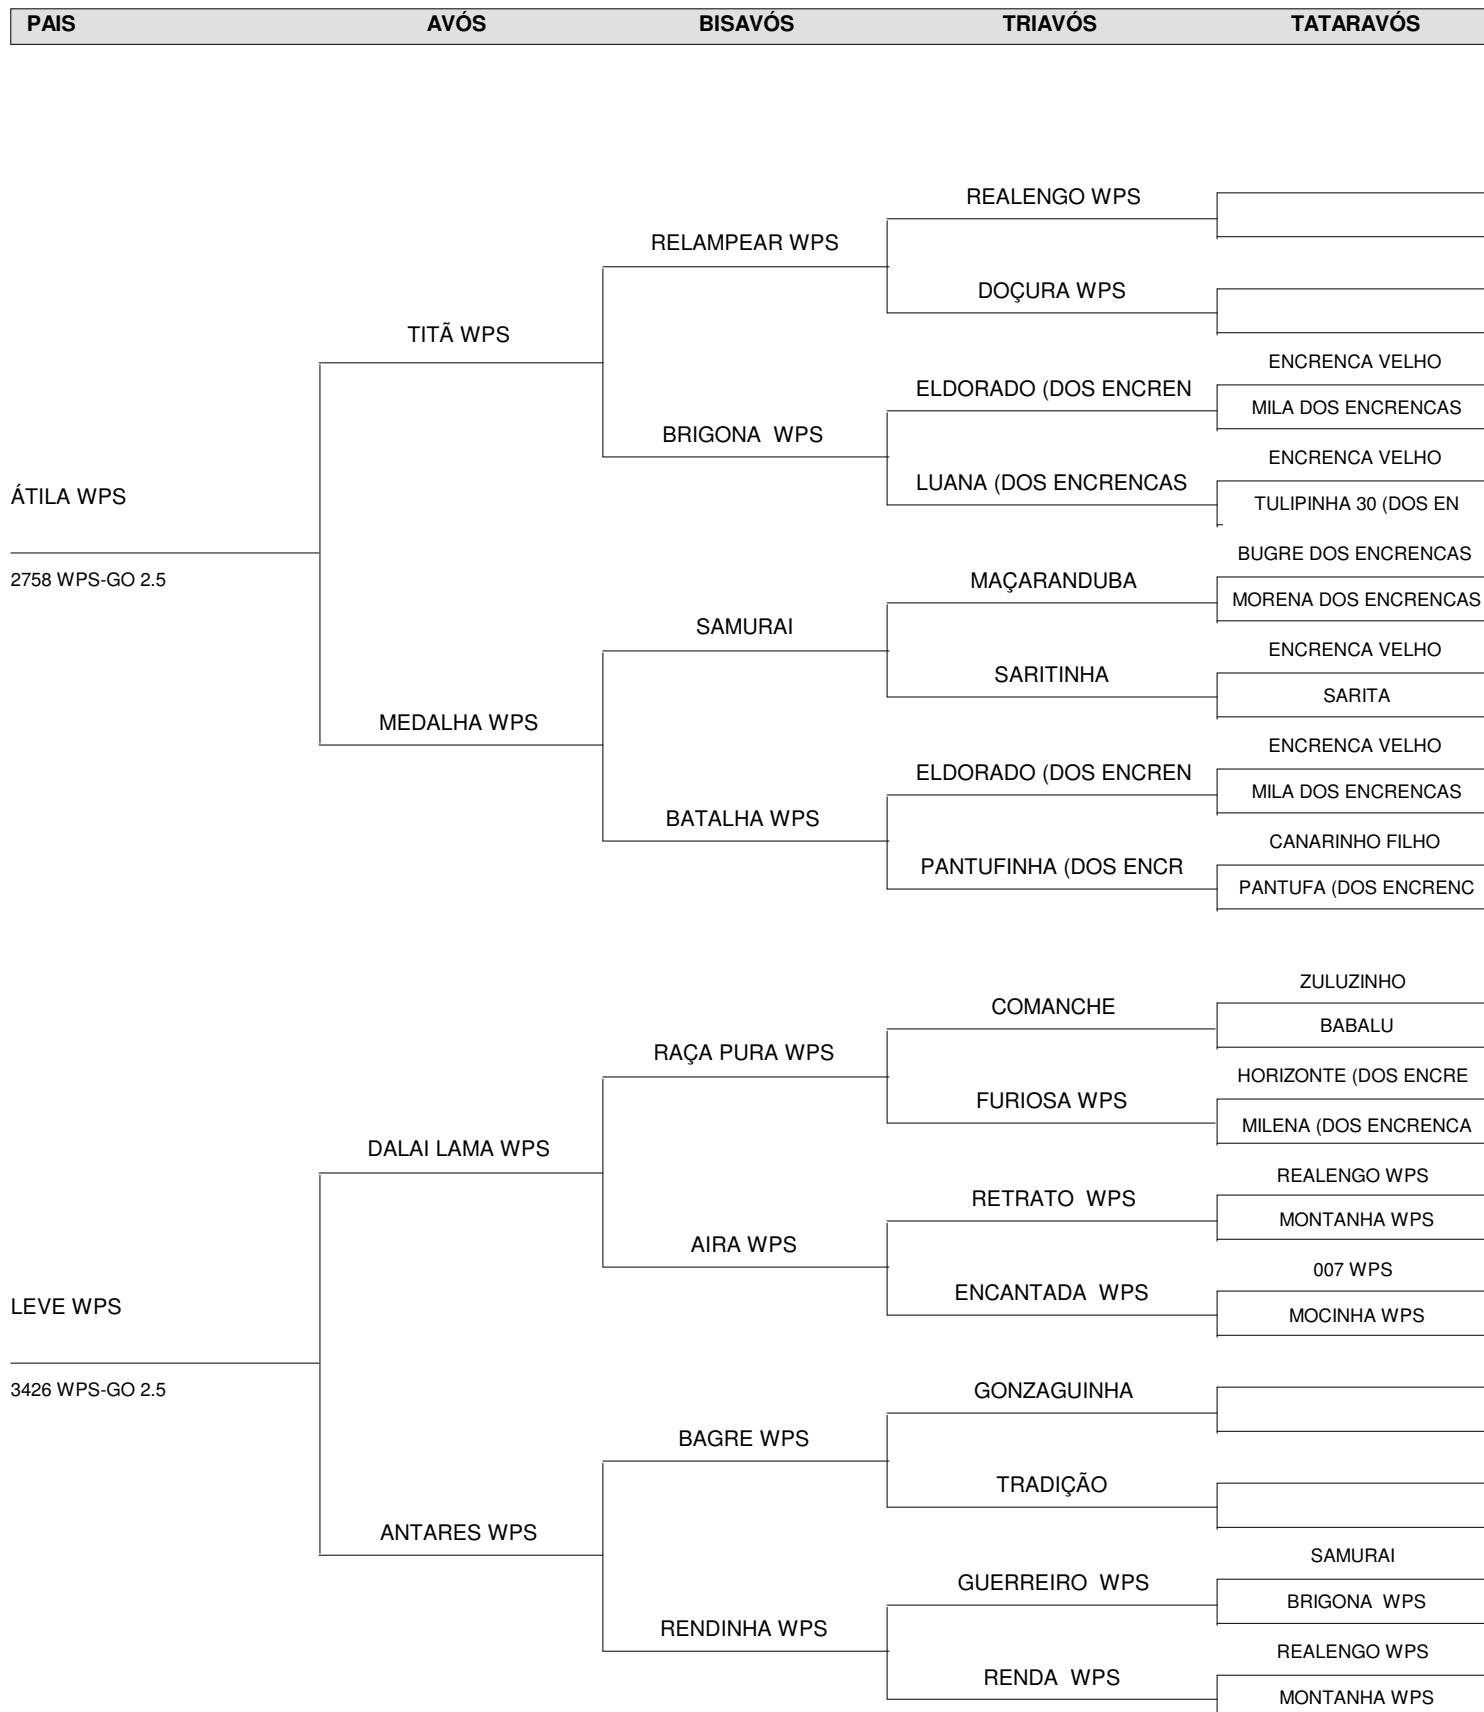 PAIS AVÓS BISAVÓS TRIAVÓS TATARAVÓS
REALENGO WPS
RELAMPEAR WPS
DOÇURA WPS
TITÃ WPS
ENCRENCA VELHO
ELDORADO (DOS ENCREN
MILA DOS ENCRENCAS
BRIGONA WPS
ENCRENCA VELHO
LUANA (DOS ENCRENCAS
ÁTILA WPS
TULIPINHA 30 (DOS EN
BUGRE DOS ENCRENCAS
2758 WPS-GO 2.5
MAÇARANDUBA
MORENA DOS ENCRENCAS
SAMURAI
ENCRENCA VELHO
SARITINHA
SARITA
MEDALHA WPS
ENCRENCA VELHO
ELDORADO (DOS ENCREN
MILA DOS ENCRENCAS
BATALHA WPS
CANARINHO FILHO
PANTUFINHA (DOS ENCR
PANTUFA (DOS ENCRENC
ZULUZINHO
COMANCHE
BABALU
RAÇA PURA WPS
HORIZONTE (DOS ENCRE
FURIOSA WPS
MILENA (DOS ENCRENCA
DALAI LAMA WPS
REALENGO WPS
RETRATO WPS
MONTANHA WPS
AIRA WPS
007 WPS
ENCANTADA WPS
LEVE WPS
MOCINHA WPS
3426 WPS-GO 2.5
GONZAGUINHA
BAGRE WPS
TRADIÇÃO
ANTARES WPS
SAMURAI
GUERREIRO WPS
BRIGONA WPS
RENDINHA WPS
REALENGO WPS
RENDA WPS
MONTANHA WPS